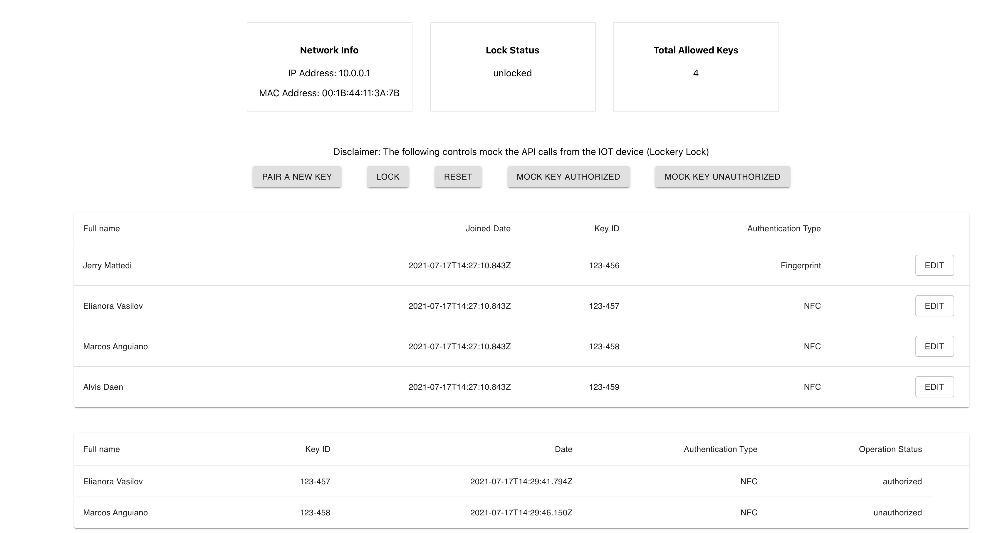 Network Info
IP Address: 10.0.0.1
MAC Address: 00:1B:44:11:3A:7B
Lock Status
unlocked
Total Allowed Keys
4
Disclaimer: The following controls mock the API calls from the IOT device (Lockery Lock)
PAIR A NEW KEY LOCK RESET MOCK KEY AUTHORIZED MOCK KEY UNAUTHORIZED
Full name Joined Date Key ID Authentication Type
Jerry Mattedi 2021-07-17T14:27:10.843Z 123-456 Fingerprint EDIT
Elianora Vasilov 2021-07-17T14:27:10.843Z 123-457 NFC EDIT
Marcos Anguiano 2021-07-17T14:27:10.843Z 123-458 NFC EDIT
Alvis Daen 2021-07-17T14:27:10.843Z 123-459 NFC EDIT
Full name Key ID Date Authentication Type Operation Status
Elianora Vasilov 123-457 2021-07-17T14:29:41.794Z NFC authorized
Marcos Anguiano 123-458 2021-07-17T14:29:46.150Z NFC unauthorized